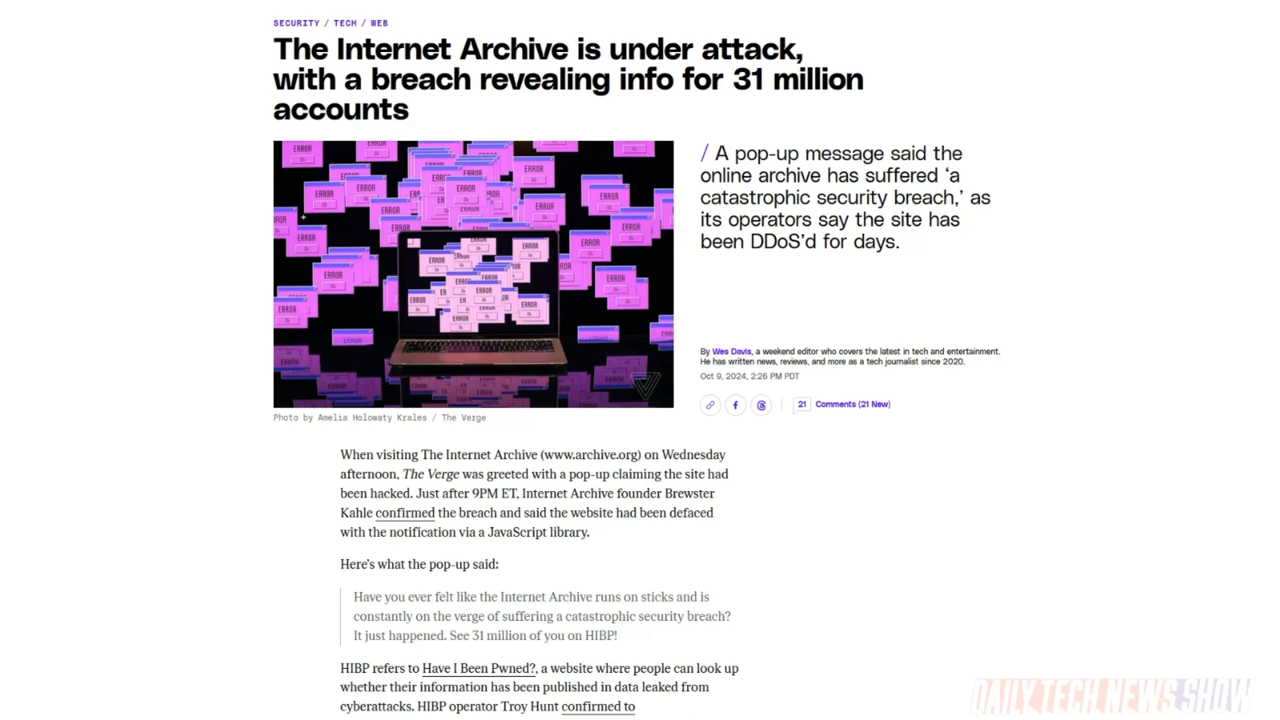 SECURITY / TECH / WEB
The Internet Archive is under attack,
with a breach revealing info for 31 million
accounts
/ A pop-up message said the
online archive has suffered ‘a
catastrophic security breach,’ as
its operators say the site has
been DDoS’d for days.
By Wes Davis, a weekend editor who covers the latest in tech and entertainment.
He has written news, reviews, and more as a tech journalist since 2020.
Oct 9, 2024, 2:26 PM PDT
21 Comments (21 New)
ERROR
Photo by Amelia Holowaty Krales / The Verge
When visiting The Internet Archive (www.archive.org) on Wednesday
afternoon, The Verge was greeted with a pop-up claiming the site had
been hacked. Just after 9PM ET, Internet Archive founder Brewster
Kahle confirmed the breach and said the website had been defaced
with the notification via a JavaScript library.
Here’s what the pop-up said:
Have you ever felt like the Internet Archive runs on sticks and is
constantly on the verge of suffering a catastrophic security breach?
It just happened. See 31 million of you on HIBP!
HIBP refers to Have I Been Pwned?, a website where people can look up
whether their information has been published in data leaked from
cyberattacks. HIBP operator Troy Hunt confirmed to
DAILY TECH NEWS SHOW